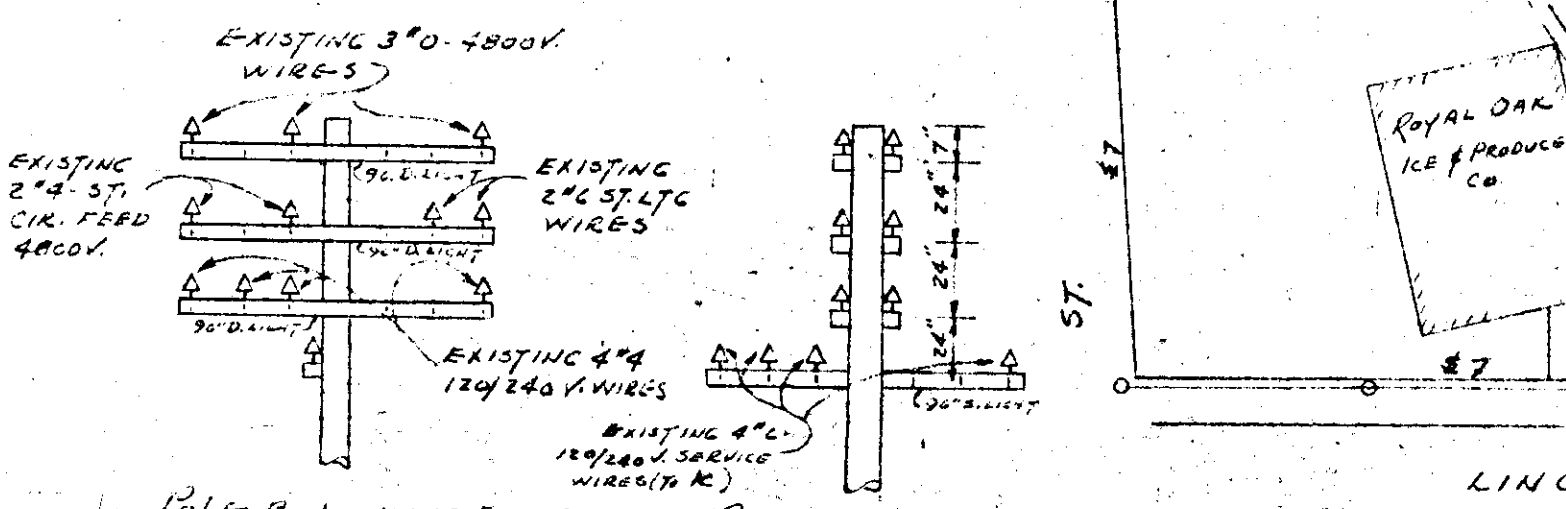 EXISTING 3#0-4800V.
WIRES
EXISTING
2#4-ST.
CIR. FEED
4800V.
90" D. LIGHT
EXISTING
2#6 ST. LTG
WIRES
90" D. LIGHT
90" D. LIGHT
EXISTING 4#4
120/240 V. WIRES
7"
24"
24"
24"
90" S. LIGHT
EXISTING 4#
120/240 V. SERVICE
WIRES (TO
ST.
#7
ROYAL OAK
ICE & PRODUCE
CO.
#7